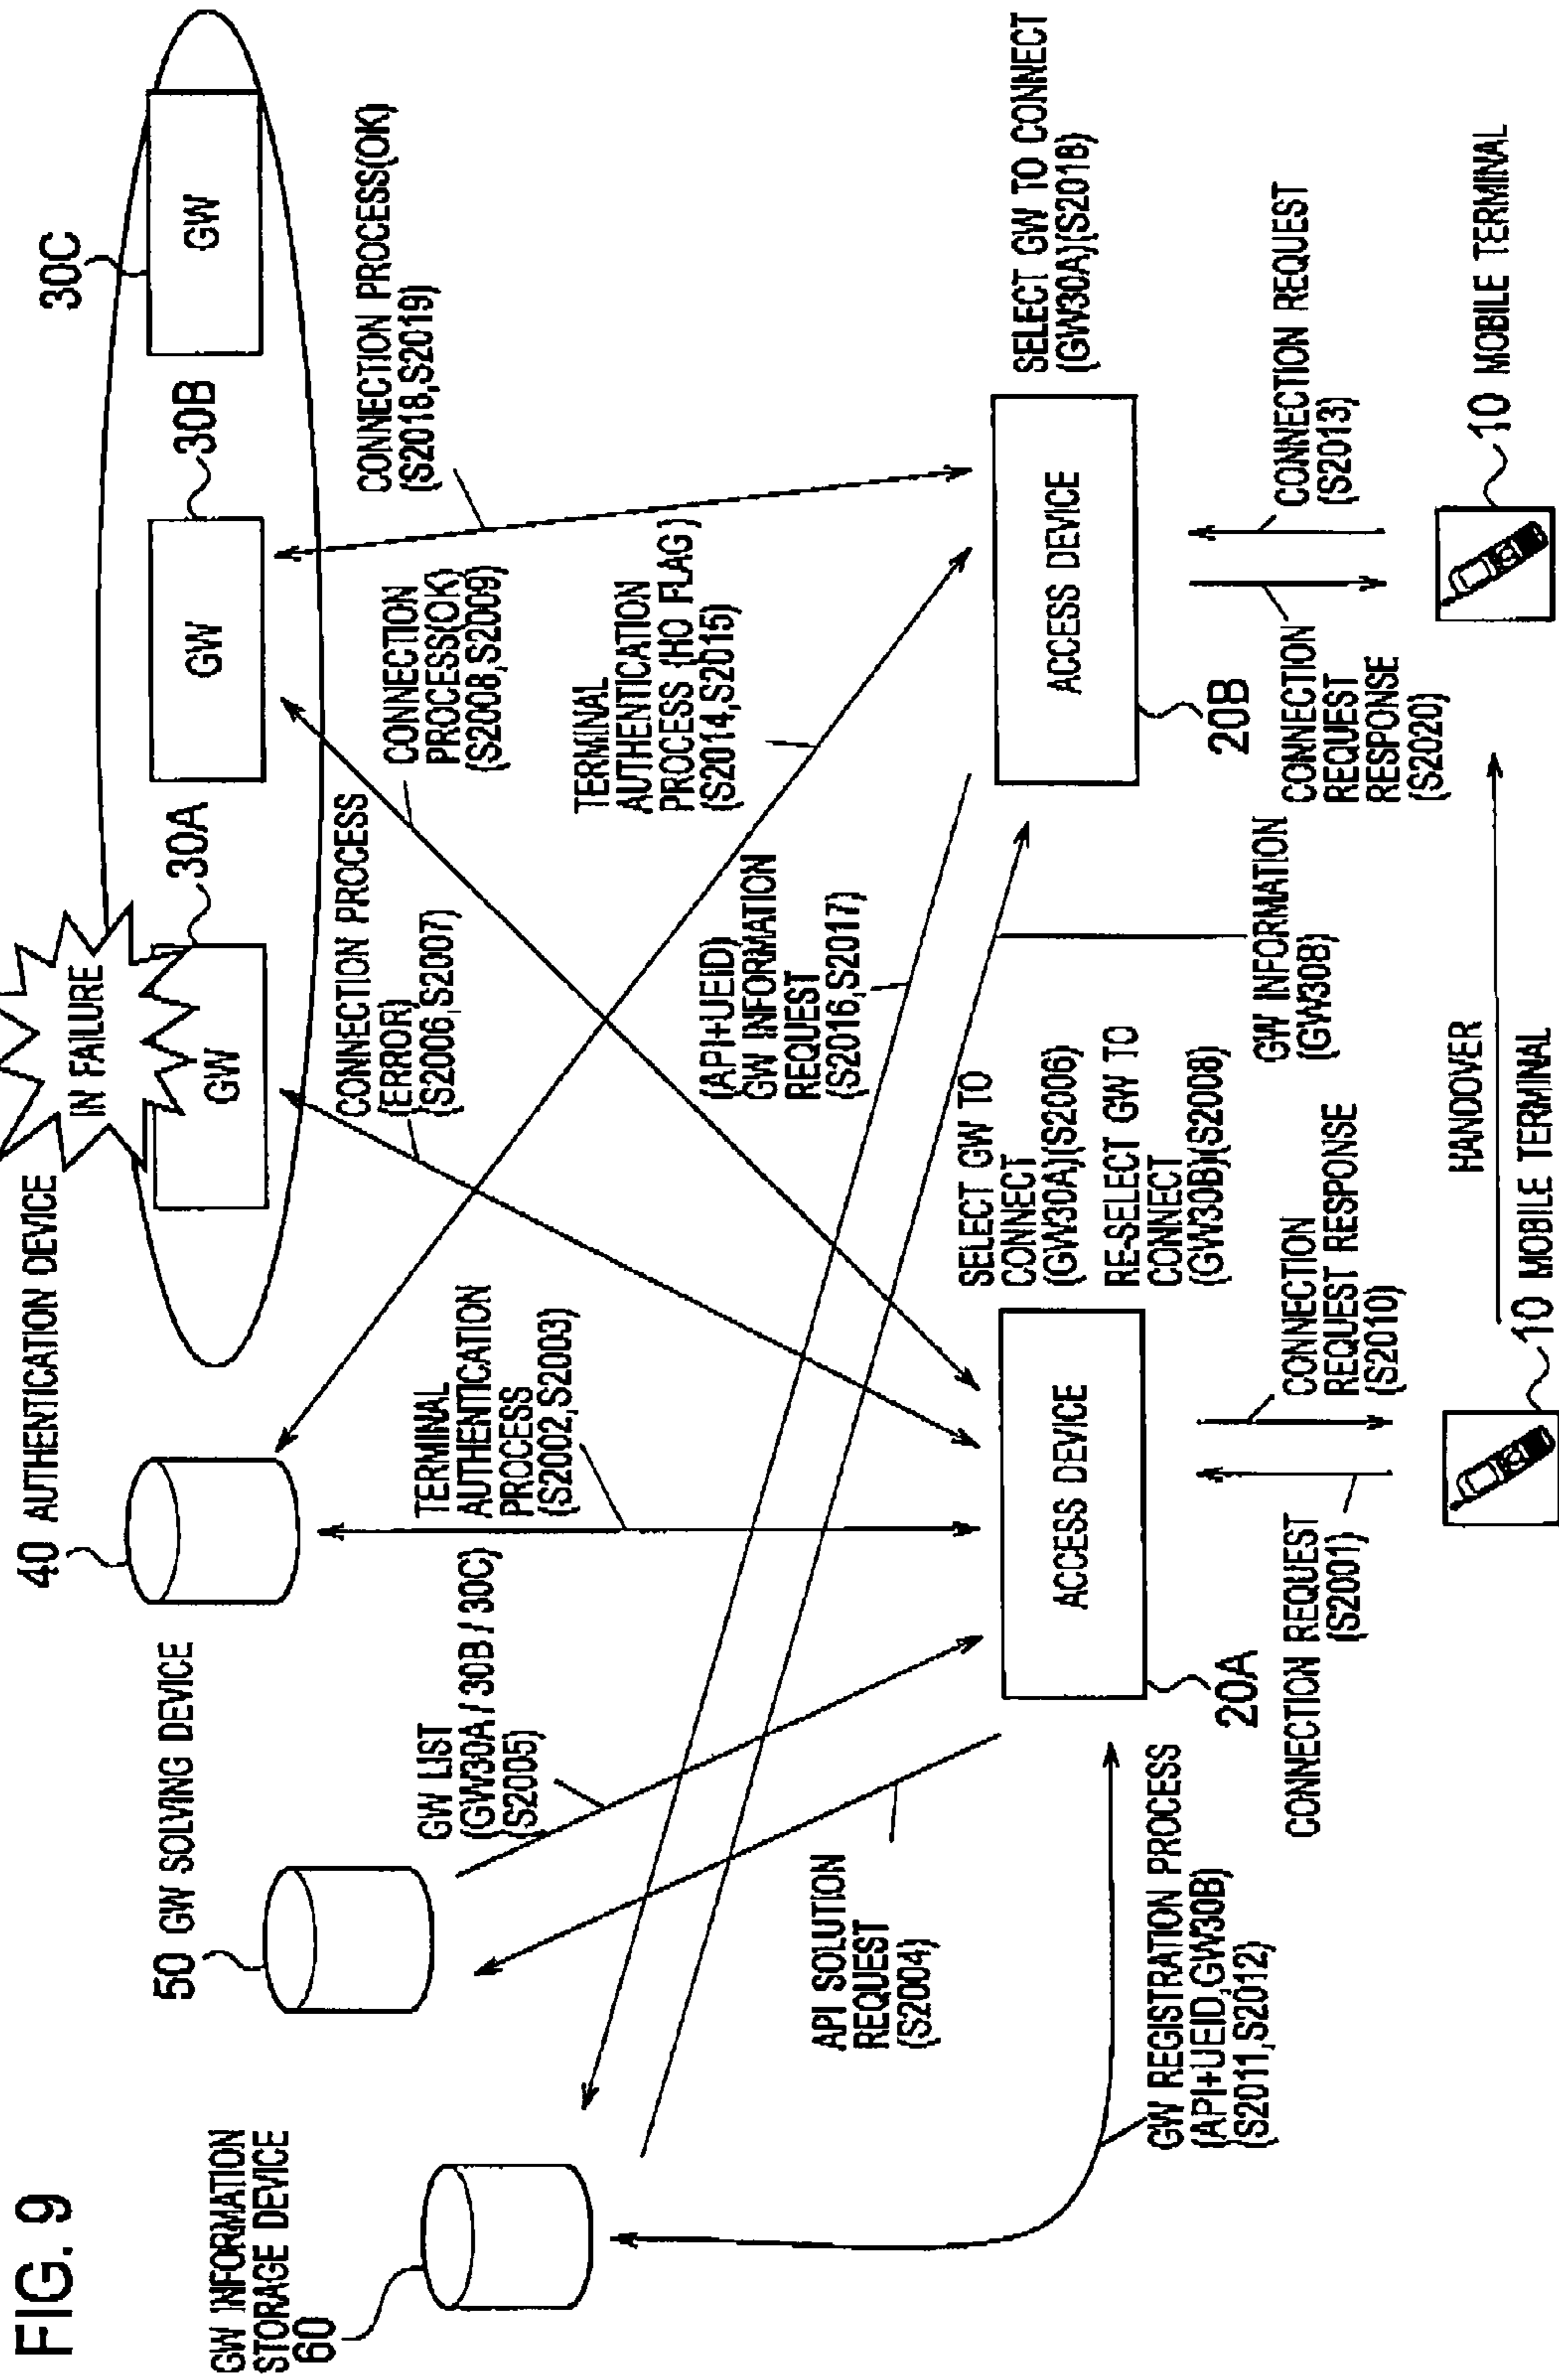 FIG. 9
GW INFORMATION
STORAGE DEVICE
60
50 GW SOLVING DEVICE
40 AUTHENTICATION DEVICE
IN FAILURE
GW
30A
GW
30B
GW
30C
GW LIST
(GW30A / 30B / 30C)
(S2005)
TERMINAL
AUTHENTICATION
PROCESS
(S2002,S2003)
CONNECTION PROCESS
(ERROR)
(S2006,S2007)
CONNECTION
PROCESS(OK)
(S2008,S2009)
CONNECTION PROCESS(OK)
(S2018,S2019)
TERMINAL
AUTHENTICATION
PROCESS (HO FLAG )
(S2014,S2015)
(API+UEID)
GW INFORMATION
REQUEST
(S2016,S2017)
API SOLUTION
REQUEST
(S2004)
SELECT GW TO
CONNECT
(GW30A)(S2006)
RE-SELECT GW TO
CONNECT
(GW30B)(S2008)
SELECT GW TO CONNECT
(GW30A)(S2018)
ACCESS DEVICE
20A
ACCESS DEVICE
20B
GW INFORMATION
(GW30B)
GW REGISTRATION PROCESS
(API+UEID,GW30B)
(S2011,S2012)
CONNECTION REQUEST
(S2001)
CONNECTION
REQUEST RESPONSE
(S2010)
CONNECTION
REQUEST
RESPONSE
(S2020)
CONNECTION REQUEST
(S2013)
HANDOVER
10 MOBILE TERMINAL
10 MOBILE TERMINAL